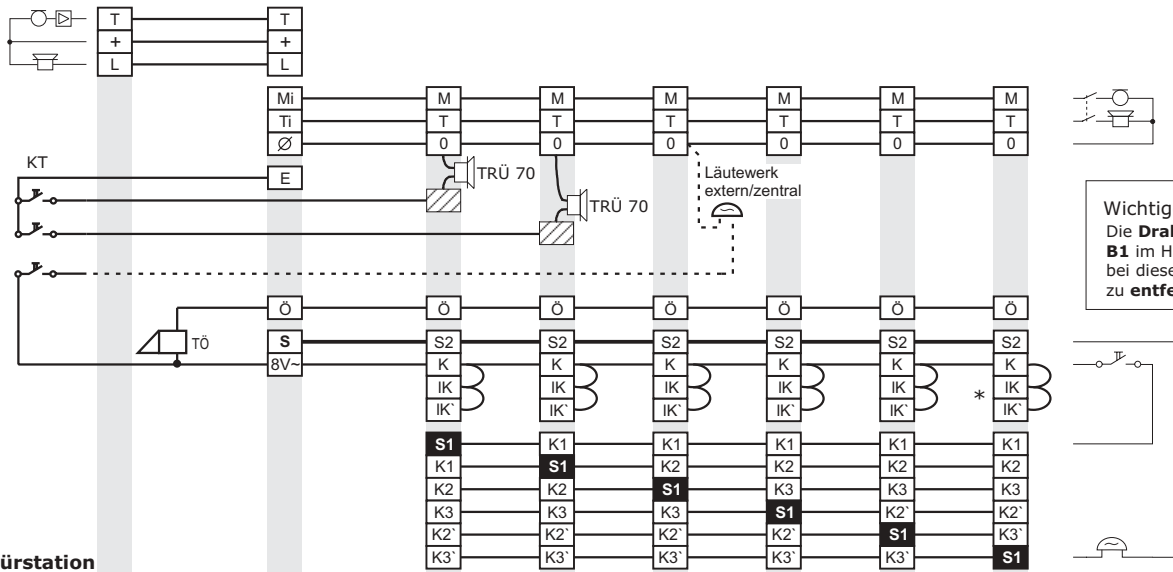 T T
+ +
L L
Mi M M M M M M
Ti T T T T T T
Ø 0 0 0 0 0 0
KT
E
TRÜ 70
TRÜ 70
Läutewerk
extern/zentral
Wichtig
Die
B1 im H
bei diese
zu
Ö Ö Ö Ö Ö Ö Ö
TÖ
S S2 S2 S2 S2 S2 S2
8V~ K K K K K K
IK IK IK IK IK * IK
IK` IK` IK` IK` IK` IK`
S1 K1 K1 K1 K1 K1
K1 S1 K2 K2 K2 K2
K2 K2 S1 K3 K3 K3
K3 K3 K3 S1 K2` K2`
K2` K2` K2` K2` S1 K3`
K3` K3` K3` K3` K3` S1
ürstation